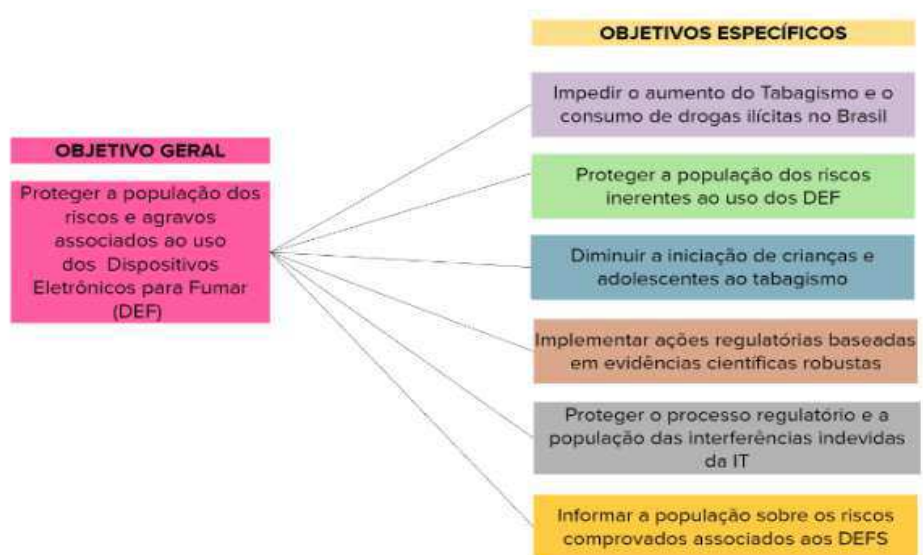 OBJETIVO GERAL
Proteger a população dos
riscos e agravos
associados ao uso
dos Dispositivos
Eletrônicos para Fumar
(DEF)
OBJETIVOS ESPECÍFICOS
Impedir o aumento do Tabagismo e o
consumo de drogas ilícitas no Brasil
Proteger a população dos riscos
inerentes ao uso dos DEF
Diminuir a iniciação de crianças e
adolescentes ao tabagismo
Implementar ações regulatórias baseadas
em evidências científicas robustas
Proteger o processo regulatório e a
população das interferências indevidas
da IT
Informar a população sobre os riscos
comprovados associados aos DEFS